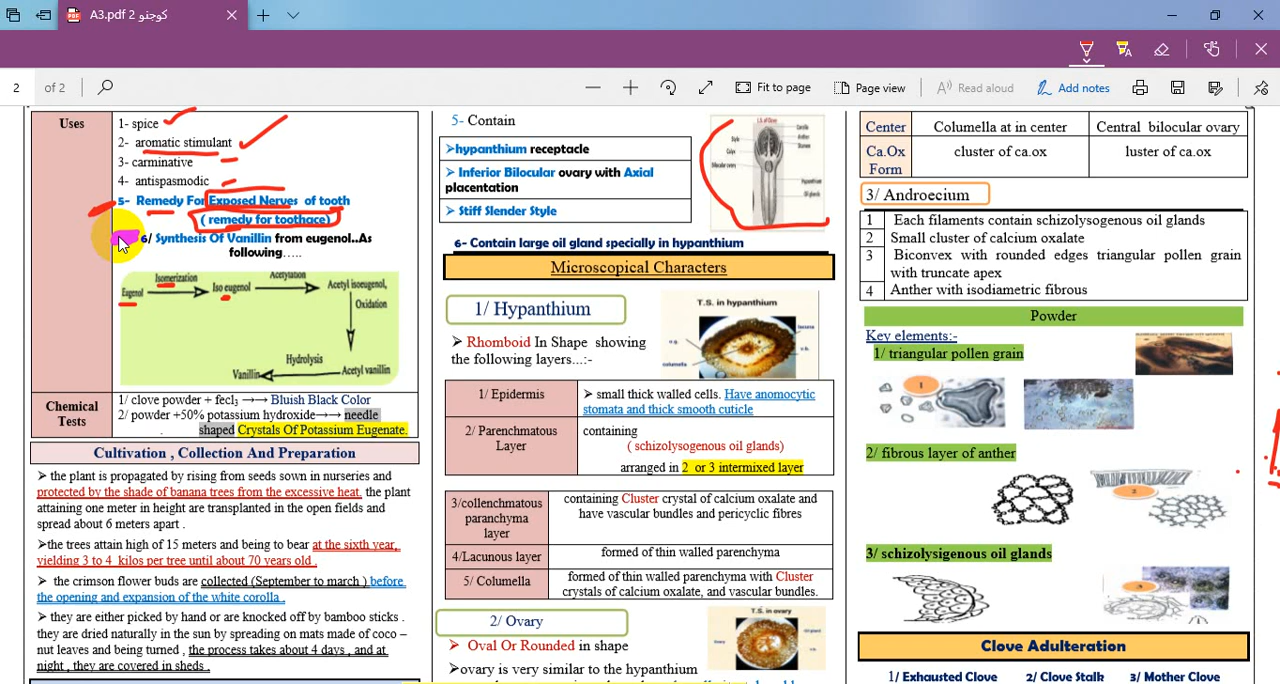 A3.pdf 2 كوجنو
2 of 2
Fit to page
Page view
Read aloud
Add notes
Uses
1- spice
2- aromatic stimulant
3- carminative
4- antispasmodic
5- Remedy For Exposed Nerves of tooth
( remedy for toothace)
6/ Synthesis Of Vanillin from eugenol..As
following.....
Eugenol
Isomerization
Iso eugenol
Acetylation
Acetyl isoeugenol,
Oxidation
Acetyl vanillin
Hydrolysis
Vanillin
Chemical
Tests
1/ clove powder + fecl3 →→ Bluish Black Color
2/ powder +50% potassium hydroxide→→ needle
shaped Crystals Of Potassium Eugenate.
Cultivation , Collection And Preparation
➢ the plant is propagated by rising from seeds sown in nurseries and
protected by the shade of banana trees from the excessive heat. the plant
attaining one meter in height are transplanted in the open fields and
spread about 6 meters apart .
➢the trees attain high of 15 meters and being to bear at the sixth year,
yielding 3 to 4 kilos per tree until about 70 years old .
➢ the crimson flower buds are collected (September to march ) before
the opening and expansion of the white corolla .
➢ they are either picked by hand or are knocked off by bamboo sticks .
they are dried naturally in the sun by spreading on mats made of coco –
nut leaves and being turned , the process takes about 4 days , and at
night , they are covered in sheds .
5- Contain
➢hypanthium receptacle
➢Inferior Bilocular ovary with Axial
placentation
➢ Stiff Slender Style
L.S. of Clove
Style
Calyx
Bilocular ovary
Corolla
Anther
Hypanthium
Oil glands
6- Contain large oil gland specially in hypanthium
Microscopical Characters
1/ Hypanthium
➢ Rhomboid In Shape showing
the following layers...:-
T.S. in hypanthium
columella
1/ Epidermis
➢ small thick walled cells. Have anomocytic
stomata and thick smooth cuticle
2/ Parenchmatous
Layer
containing
( schizolysogenous oil glands)
arranged in 2 or 3 intermixed layer
3/collenchmatous
paranchyma
layer
containing Cluster crystal of calcium oxalate and
have vascular bundles and pericyclic fibres
4/Lacunous layer
formed of thin walled parenchyma
5/ Columella
formed of thin walled parenchyma with Cluster
crystals of calcium oxalate, and vascular bundles.
2/ Ovary
➢ Oval Or Rounded in shape
➢ovary is very similar to the hypanthium
T.S. in ovary
Center
Columella at in center
Central bilocular ovary
Ca.Ox
Form
cluster of ca.ox
luster of ca.ox
3/ Androecium
1 Each filaments contain schizolysogenous oil glands
2 Small cluster of calcium oxalate
3 Biconvex with rounded edges triangular pollen grain
with truncate apex
4 Anther with isodiametric fibrous
Powder
Key elements:-
1/ triangular pollen grain
1
2/ fibrous layer of anther
2
3/ schizolysigenous oil glands
Clove Adulteration
1/ Exhausted Clove 2/ Clove Stalk 3/ Mother Clove